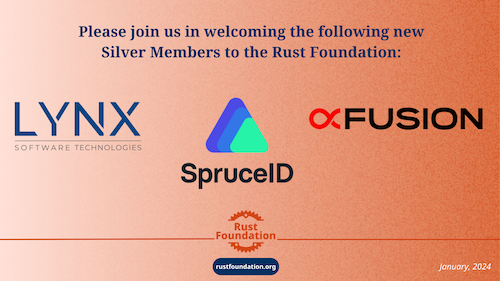 Please join us in welcoming the following new
Silver Members to the Rust Foundation:
LYNX
SOFTWARE TECHNOLOGIES
SpruceID
FUSION
Rust
Foundation
rustfoundation.org
January, 2024